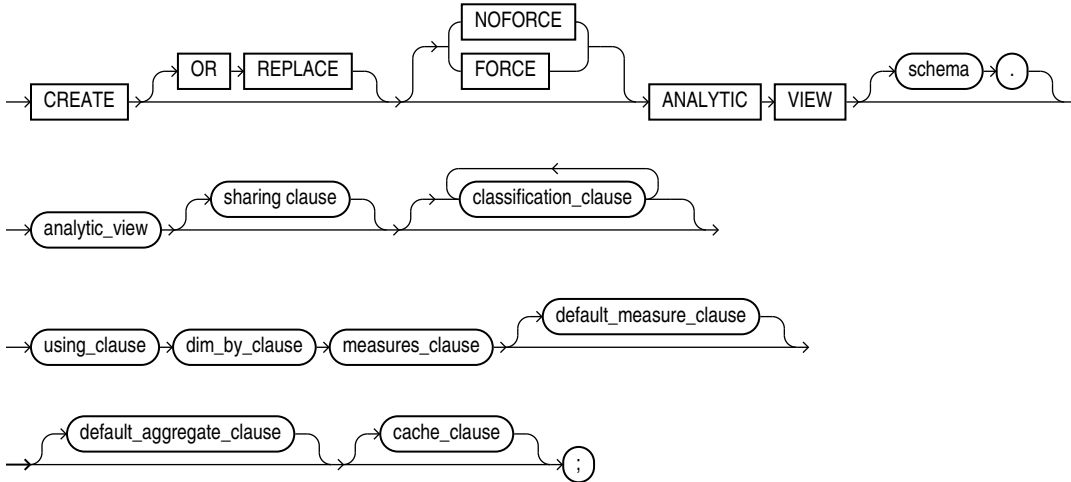 NOFORCE
OR REPLACE FORCE schema .
CREATE ANALYTIC VIEW
sharing clause classification_clause
analytic_view
default_measure_clause
using_clause dim_by_clause measures_clause
default_aggregate_clause cache_clause
;